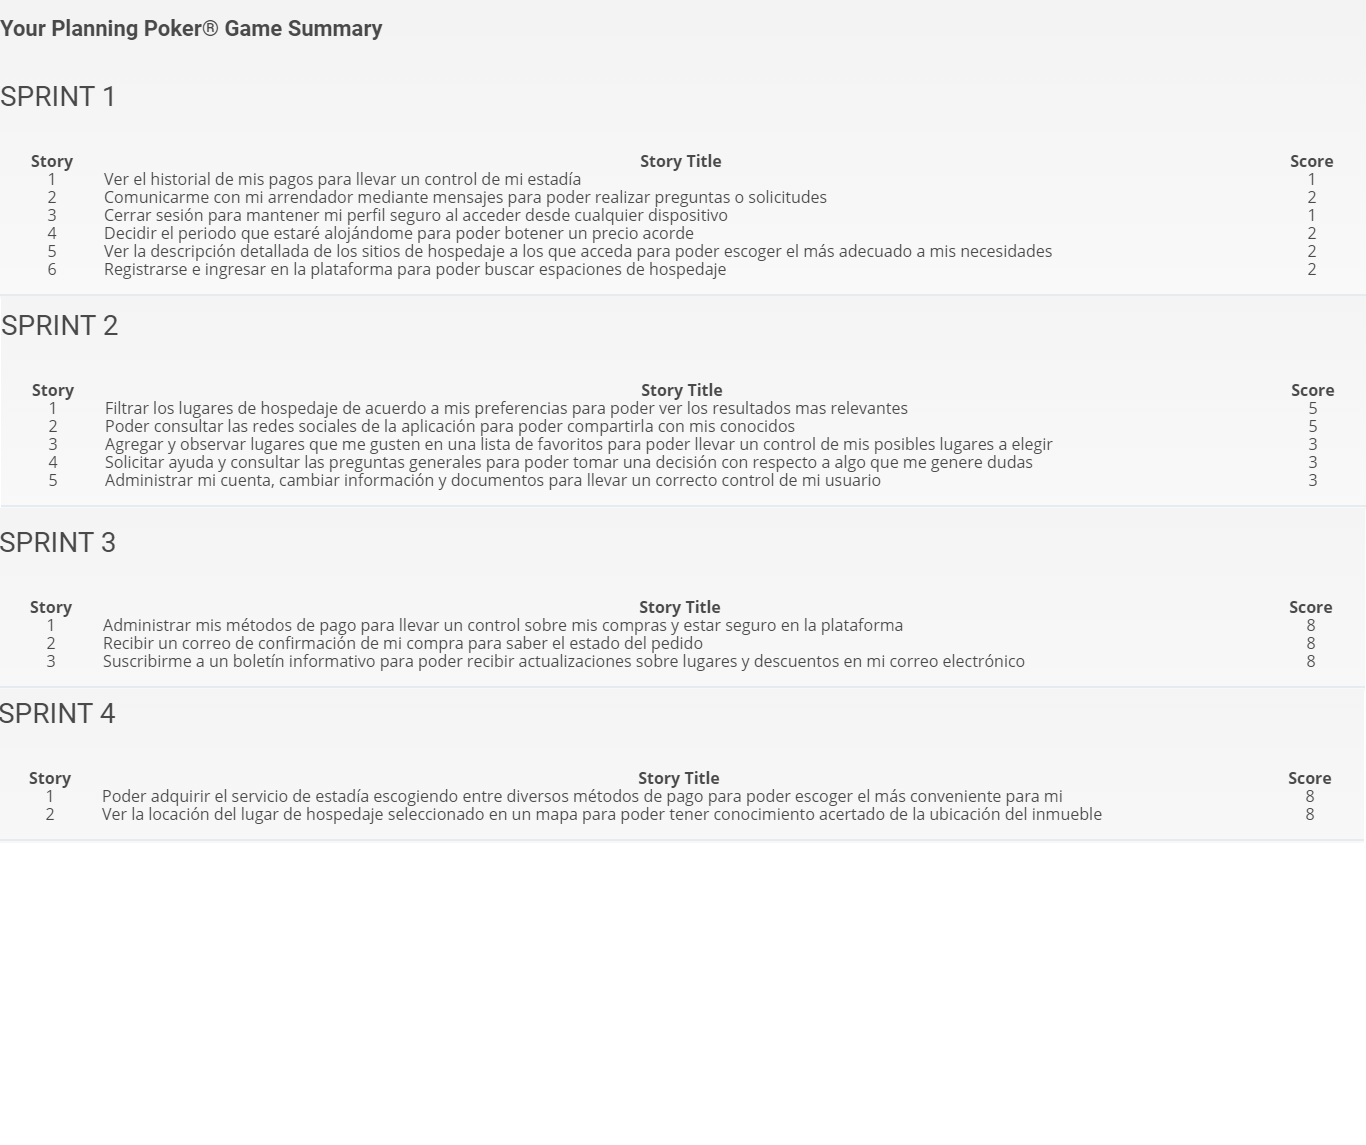 Your Planning Poker® Game Summary
SPRINT 1
Story Story Title Score
1 Ver el historial de mis pagos para llevar un control de mi estadía 1
2 Comunicarme con mi arrendador mediante mensajes para poder realizar preguntas o solicitudes 2
3 Cerrar sesión para mantener mi perfil seguro al acceder desde cualquier dispositivo 1
4 Decidir el periodo que estaré alojándome para poder botener un precio acorde 2
5 Ver la descripción detallada de los sitios de hospedaje a los que acceda para poder escoger el más adecuado a mis necesidades 2
6 Registrarse e ingresar en la plataforma para poder buscar espaciones de hospedaje 2
SPRINT 2
Story Story Title Score
1 Filtrar los lugares de hospedaje de acuerdo a mis preferencias para poder ver los resultados mas relevantes 5
2 Poder consultar las redes sociales de la aplicación para poder compartirla con mis conocidos 5
3 Agregar y observar lugares que me gusten en una lista de favoritos para poder llevar un control de mis posibles lugares a elegir 3
4 Solicitar ayuda y consultar las preguntas generales para poder tomar una decisión con respecto a algo que me genere dudas 3
5 Administrar mi cuenta, cambiar información y documentos para llevar un correcto control de mi usuario 3
SPRINT 3
Story Story Title Score
1 Administrar mis métodos de pago para llevar un control sobre mis compras y estar seguro en la plataforma 8
2 Recibir un correo de confirmación de mi compra para saber el estado del pedido 8
3 Suscribirme a un boletín informativo para poder recibir actualizaciones sobre lugares y descuentos en mi correo electrónico 8
SPRINT 4
Story Story Title Score
1 Poder adquirir el servicio de estadía escogiendo entre diversos métodos de pago para poder escoger el más conveniente para mi 8
2 Ver la locación del lugar de hospedaje seleccionado en un mapa para poder tener conocimiento acertado de la ubicación del inmueble 8